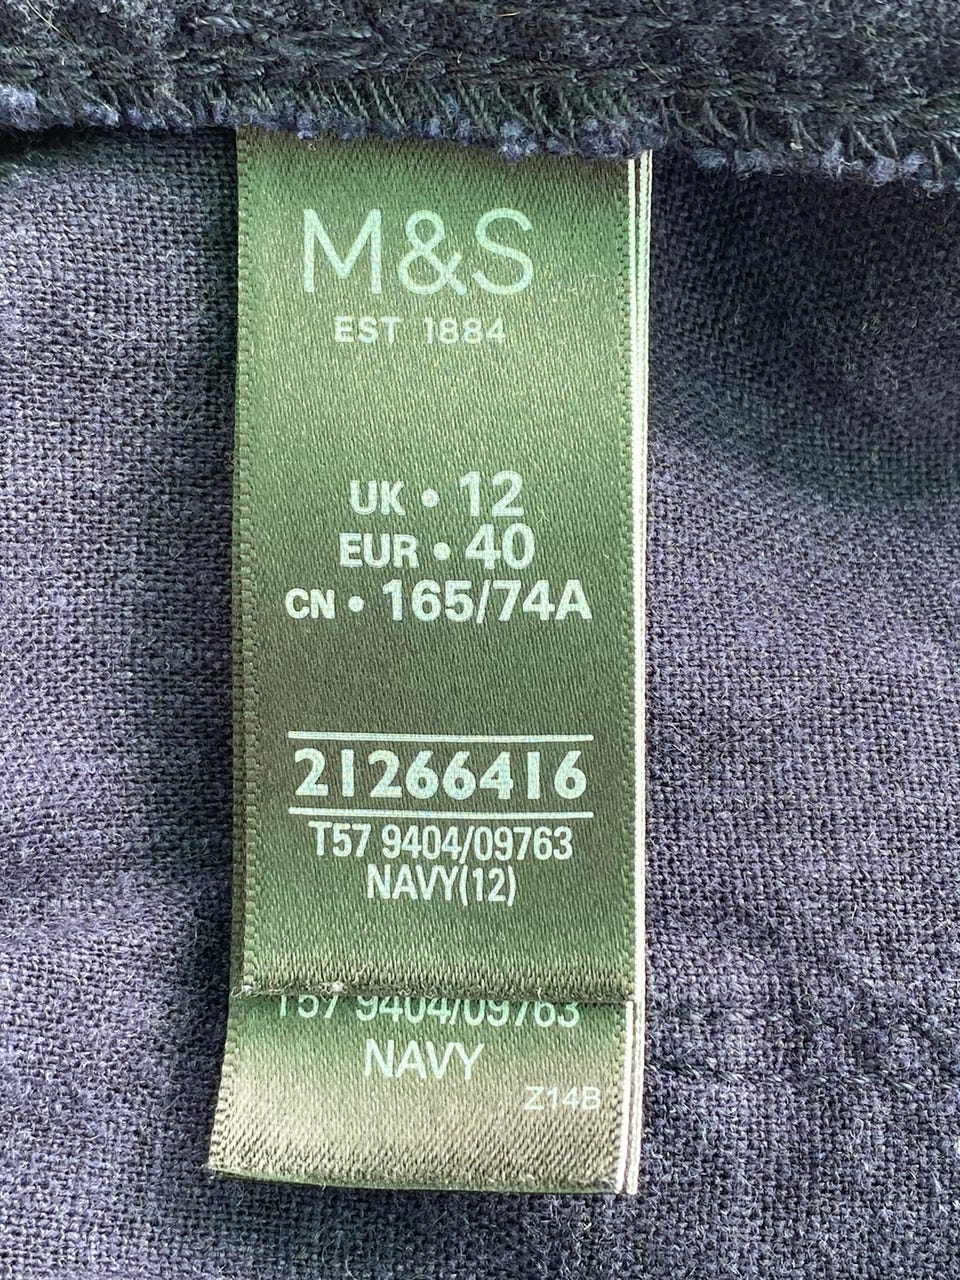 M&S
EST 1884
UK • 12
EUR • 40
CN • 165/74A
21266416
T57 9404/09763
NAVY(12)
T57 9404/09763
NAVY
Z14B